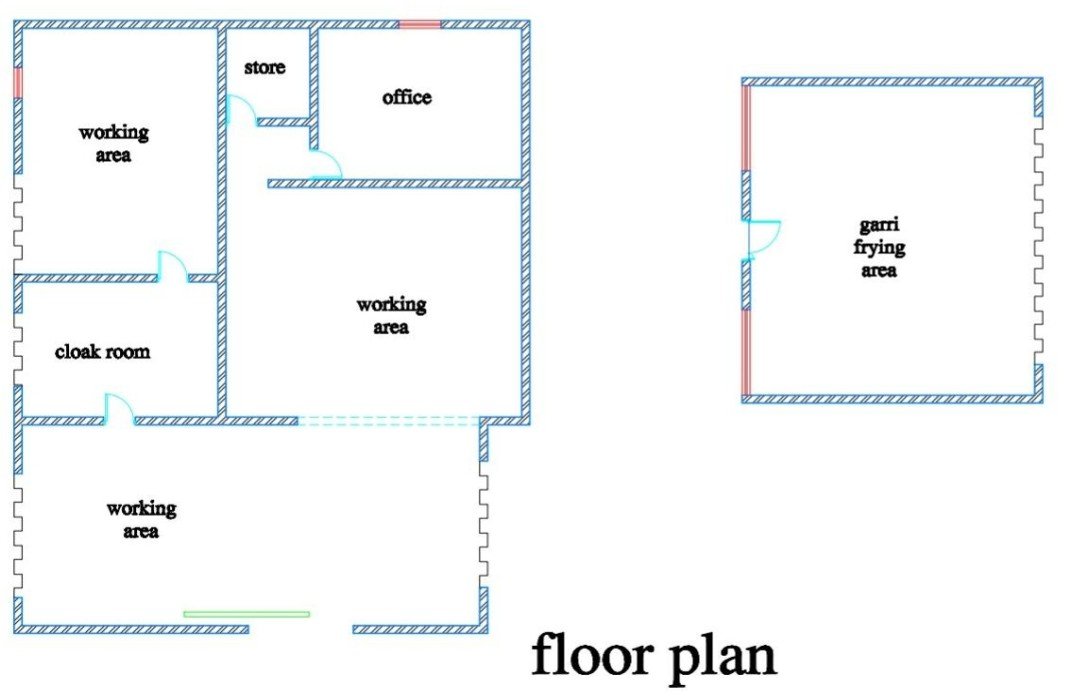 store
office
working
area
garri
frying
area
working
area
cloak room
working
area
floor plan